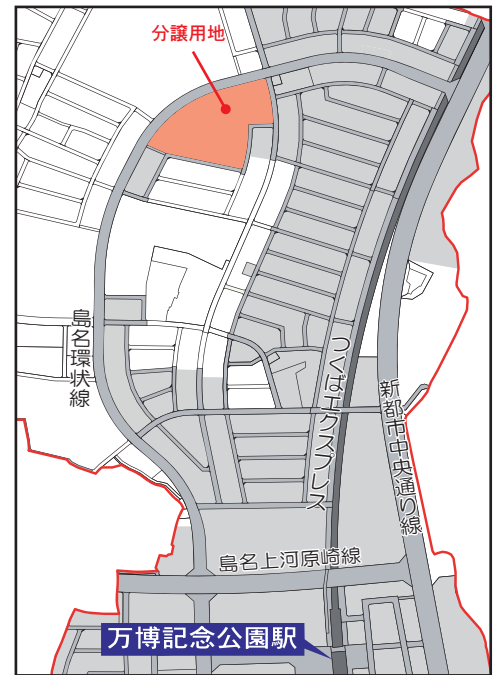 分譲用地
島名環状線
つくばエクスプレス
新都市中央通り線
島名上河原崎線
万博記念公園駅